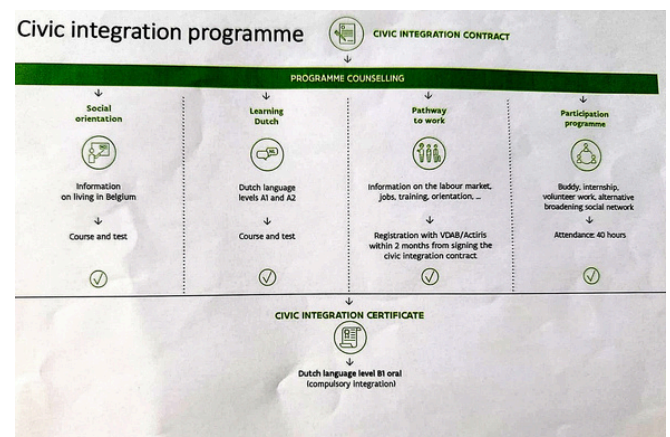 Civic integration programme
CIVIC INTEGRATION CONTRACT
PROGRAMME COUNSELLING
Social
orientation
Information
on living in Belgium
Course and test
Learning
Dutch
NL
Dutch language
levels A1 and A2
Course and test
Pathway
to work
Information on the labour market,
jobs, training, orientation, ...
Registration with VDAB/Actiris
within 2 months from signing the
civic integration contract
Participation
programme
Buddy, internship,
volunteer work, alternative
broadening social network
Attendance: 40 hours
CIVIC INTEGRATION CERTIFICATE
Dutch language level B1 oral
(compulsory integration)